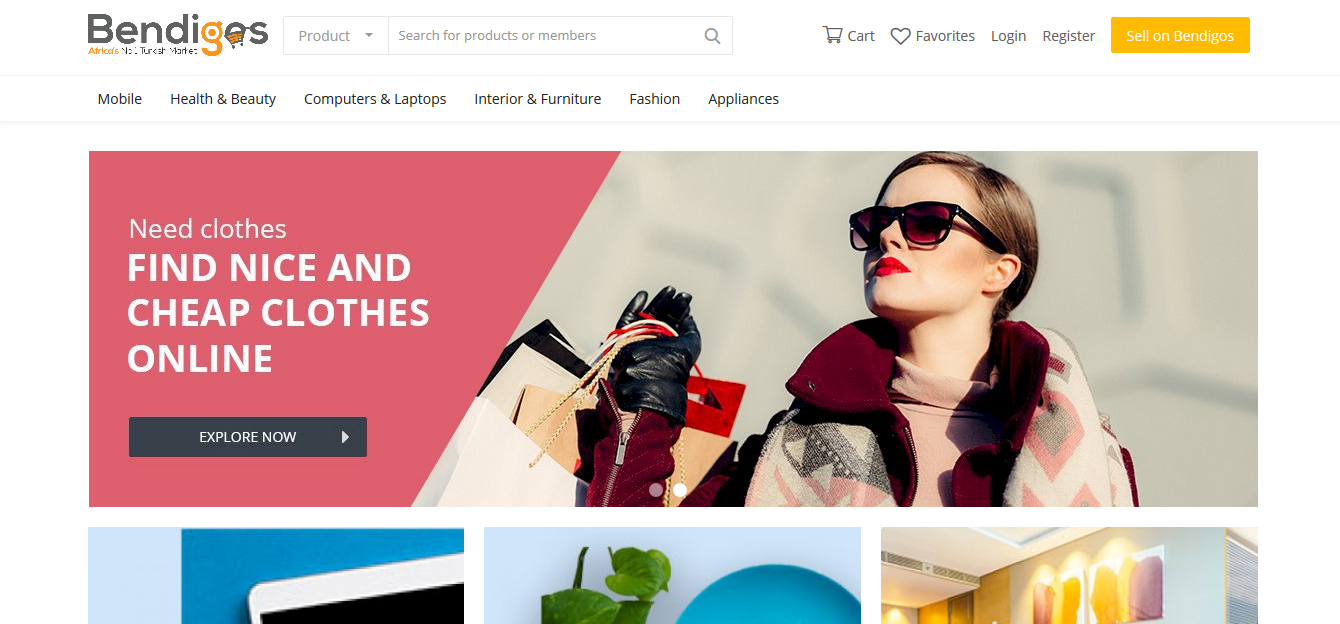 Bendigos
Africa's No:1 Turkish Market
Product
Search for products or members
Cart
Favorites
Login
Register
Sell on Bendigos
Mobile
Health & Beauty
Computers & Laptops
Interior & Furniture
Fashion
Appliances
Need clothes
FIND NICE AND
CHEAP CLOTHES
ONLINE
EXPLORE NOW